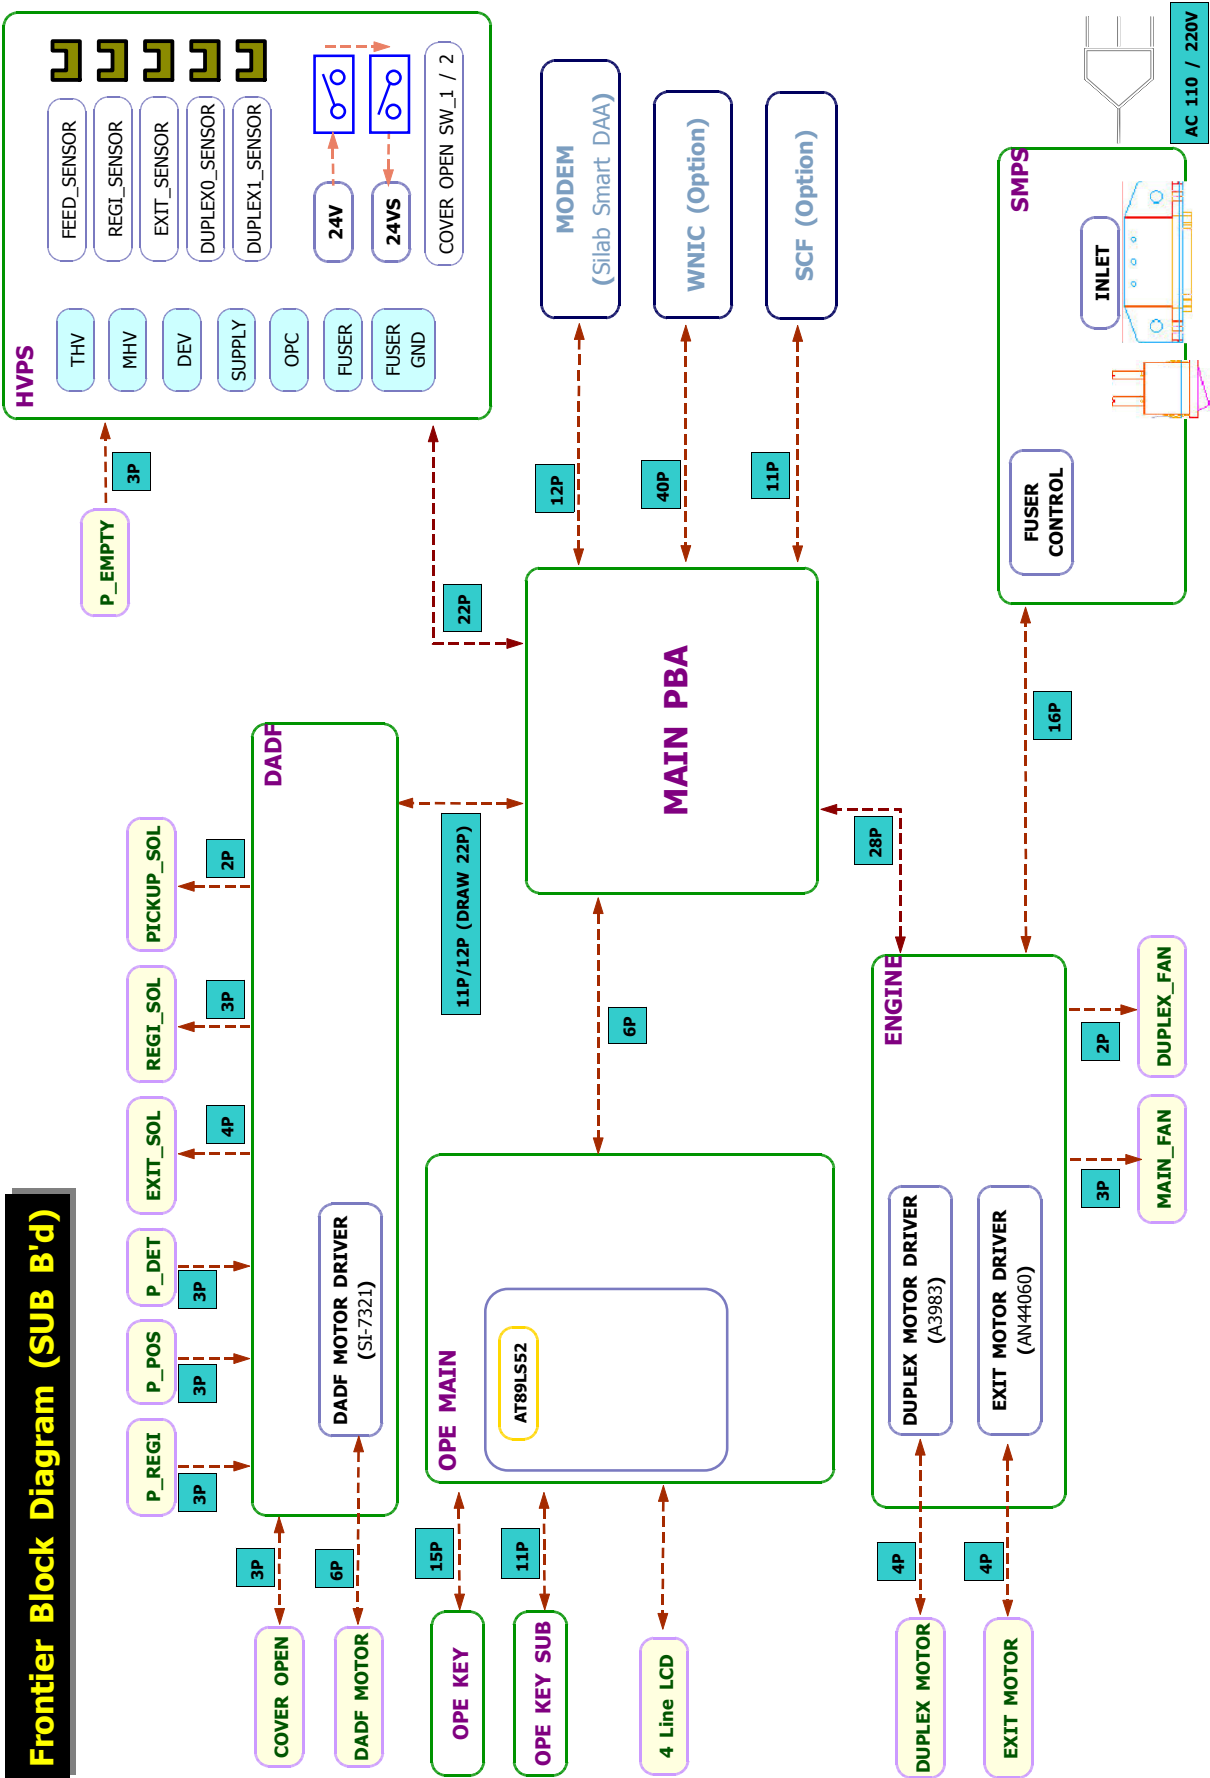 Frontier Block Diagram (SUB B'd)
P_REGI
3P
P_POS
3P
P_DET
3P
EXIT_SOL
4P
REGI_SOL
3P
PICKUP_SOL
2P
DADF
DADF MOTOR DRIVER
(SI-7321)
COVER OPEN
3P
DADF MOTOR
6P
11P/12P (DRAW 22P)
P_EMPTY
3P
HVPS
THV
MHV
DEV
SUPPLY
OPC
FUSER
FUSER
GND
FEED_SENSOR
REGI_SENSOR
EXIT_SENSOR
DUPLEX0_SENSOR
DUPLEX1_SENSOR
24V
24VS
COVER OPEN SW_1 / 2
22P
OPE MAIN
AT89LS52
OPE KEY
15P
OPE KEY SUB
11P
4 Line LCD
6P
MAIN PBA
12P
MODEM
(Silab Smart DAA)
40P
WNIC (Option)
11P
SCF (Option)
28P
ENGINE
DUPLEX MOTOR DRIVER
(A3983)
EXIT MOTOR DRIVER
(AN44060)
DUPLEX MOTOR
4P
EXIT MOTOR
4P
MAIN_FAN
3P
DUPLEX_FAN
2P
16P
SMPS
FUSER
CONTROL
INLET
AC 110 / 220V